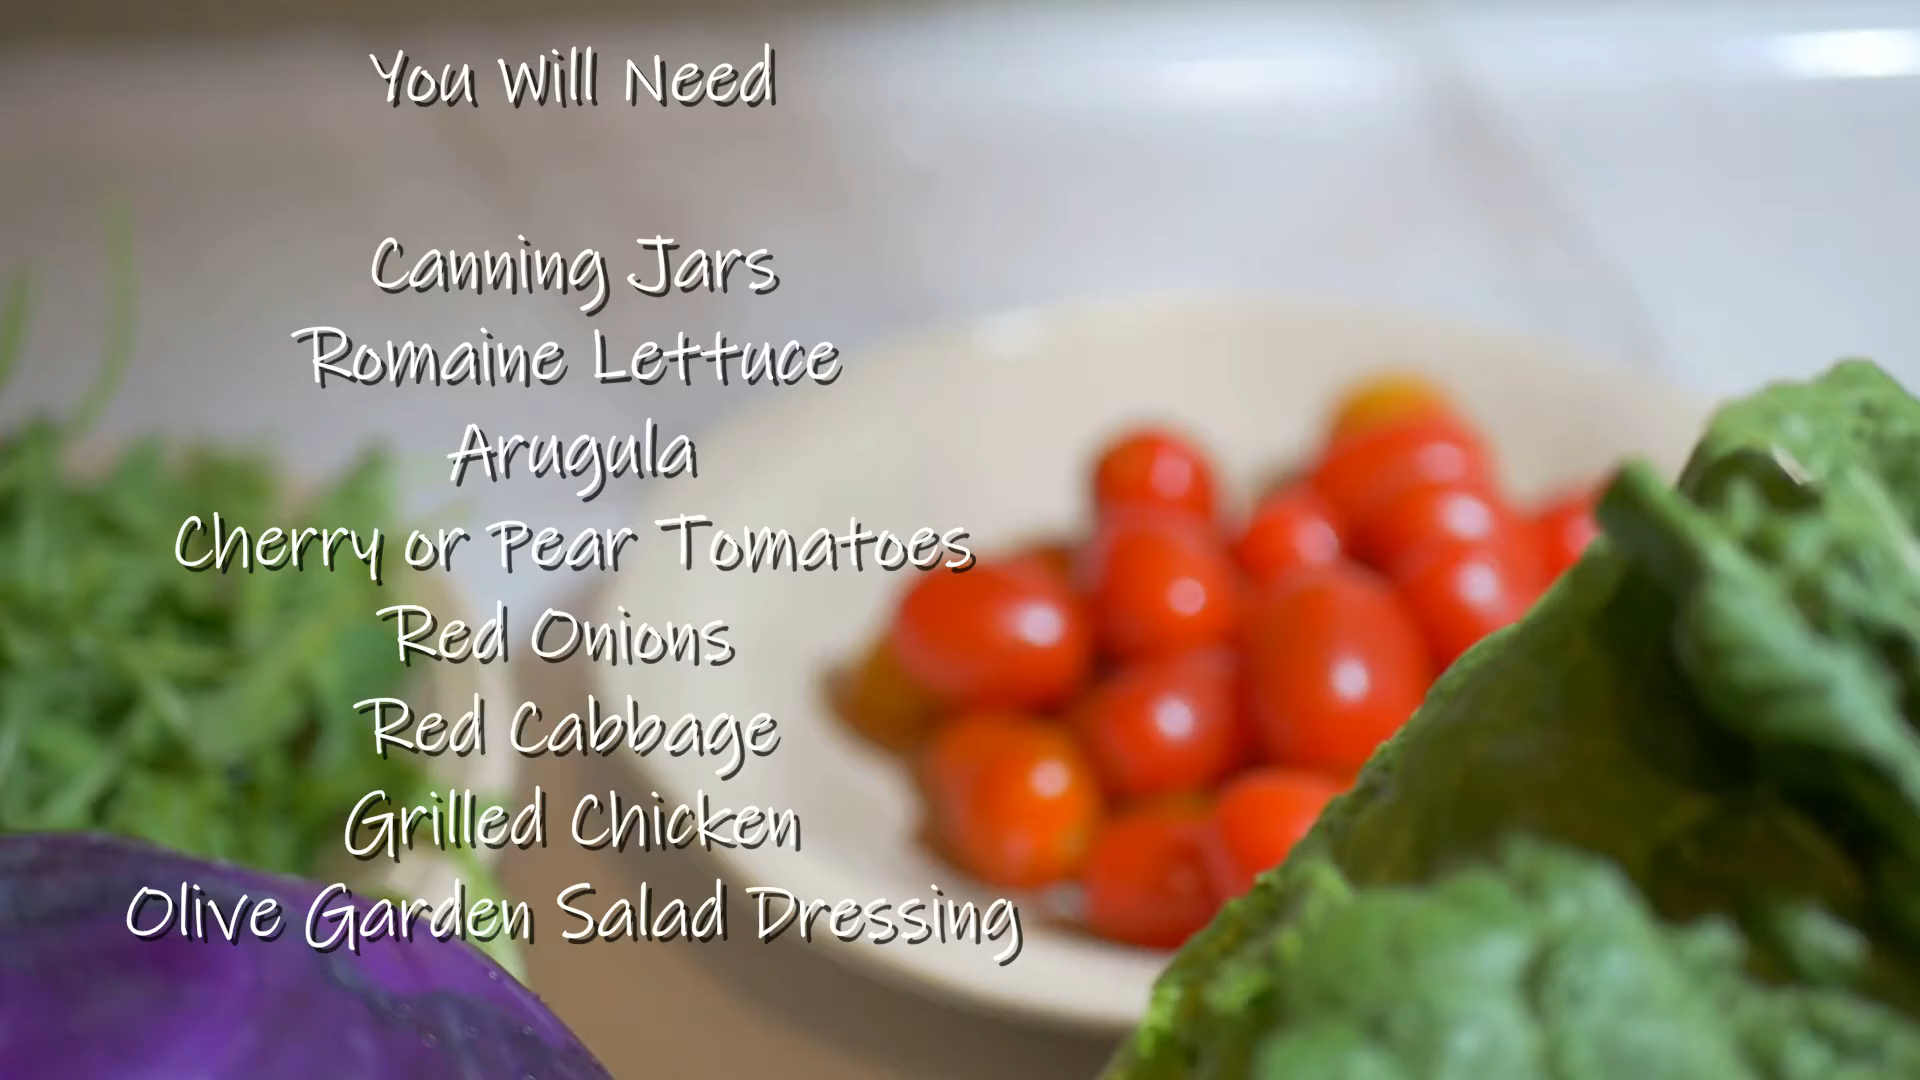 You Will Need
Canning Jars
Romaine Lettuce
Arugula
Cherry or Pear Tomatoes
Red Onions
Red Cabbage
Grilled Chicken
Olive Garden Salad Dressing